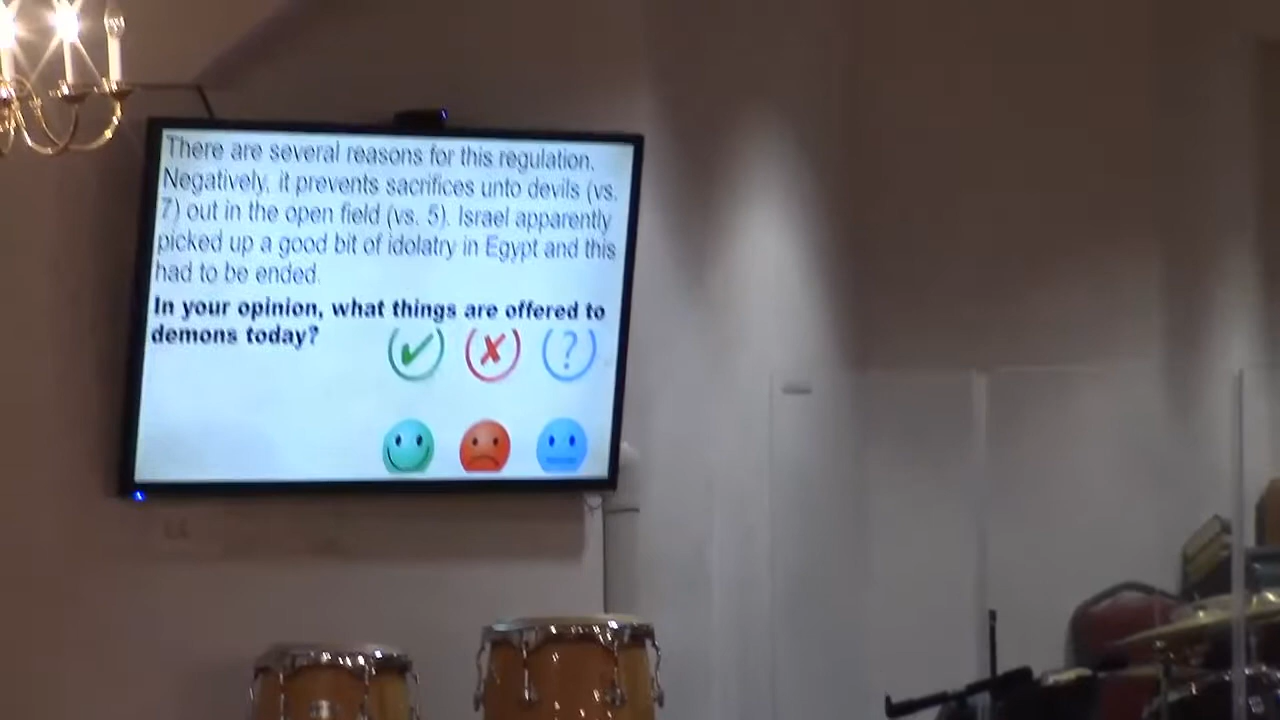 There are several reasons for this regulation.
Negatively, it prevents sacrifices unto devils (vs.
7) out in the open field (vs. 5). Israel apparently
picked up a good bit of idolatry in Egypt and this
had to be ended.
In your opinion, what things are offered to
demons today?